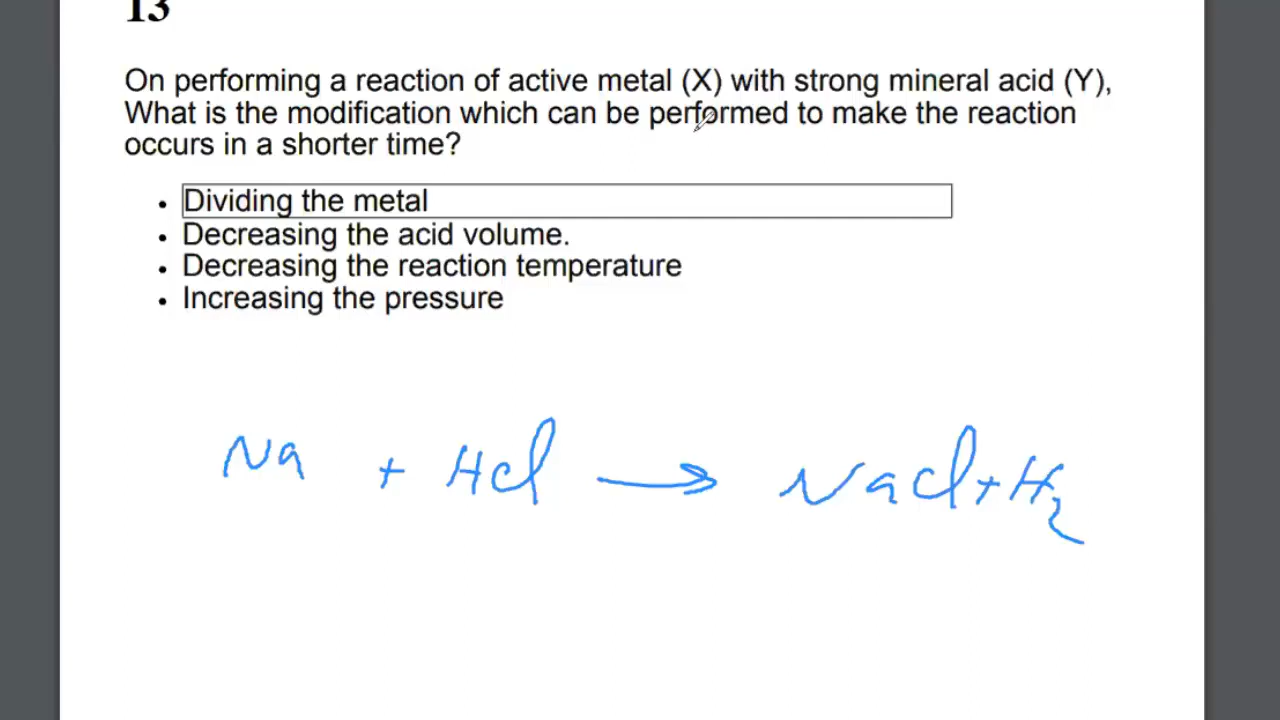 13
On performing a reaction of active metal (X) with strong mineral acid (Y),
What is the modification which can be performed to make the reaction
occurs in a shorter time?
• Dividing the metal
• Decreasing the acid volume.
• Decreasing the reaction temperature
• Increasing the pressure
Na + HCl → NaCl + H₂